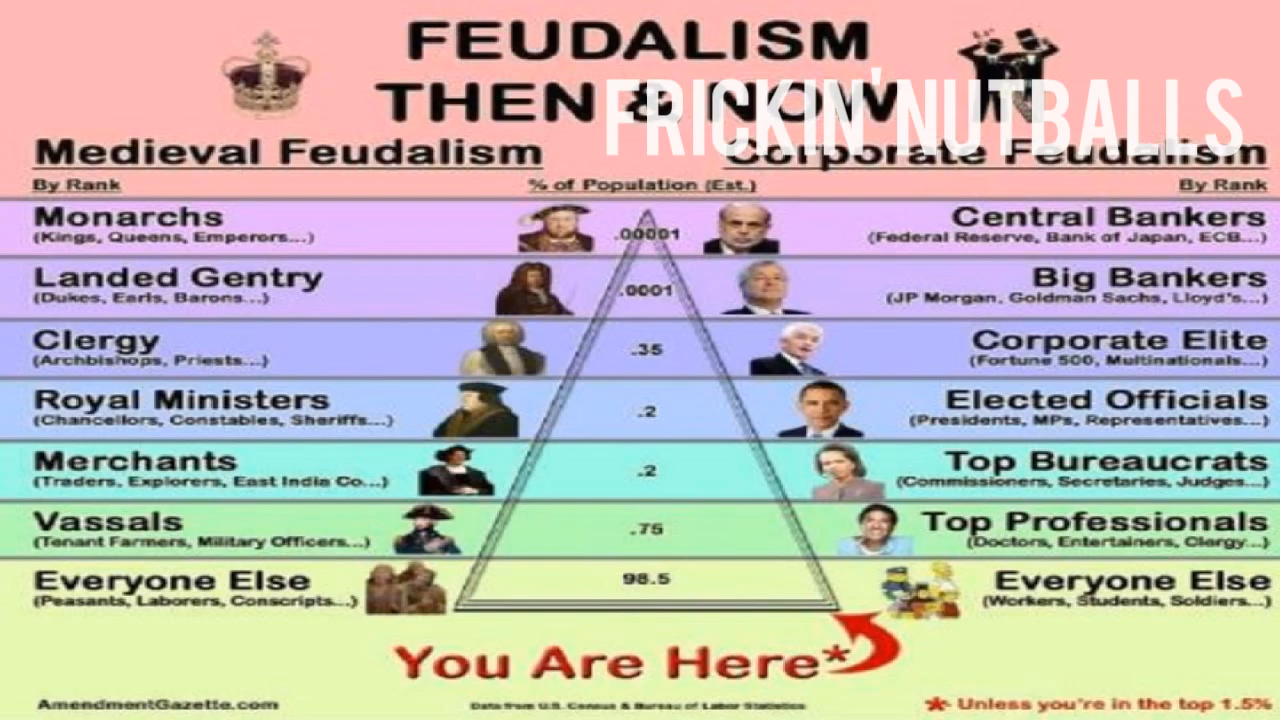 FEUDALISM
THEN & NOW
FRICKIN' NUTBALLS
Medieval Feudalism
Corporate Feudalism
By Rank
% of Population (Est.)
By Rank
Monarchs
(Kings, Queens, Emperors...)
.00001
Central Bankers
(Federal Reserve, Bank of Japan, ECB...)
Landed Gentry
(Dukes, Earls, Barons...)
.0001
Big Bankers
(JP Morgan, Goldman Sachs, Lloyd's...)
Clergy
(Archbishops, Priests...)
.35
Corporate Elite
(Fortune 500, Multinationals...)
Royal Ministers
(Chancellors, Constables, Sheriffs...)
.2
Elected Officials
(Presidents, MPs, Representatives...)
Merchants
(Traders, Explorers, East India Co...)
.2
Top Bureaucrats
(Commissioners, Secretaries, Judges...)
Vassals
(Tenant Farmers, Military Officers...)
.75
Top Professionals
(Doctors, Entertainers, Clergy...)
Everyone Else
(Peasants, Laborers, Conscripts...)
98.5
Everyone Else
(Workers, Students, Soldiers...)
You Are Here*
AmendmentGazette.com
Data from U.S. Census & Bureau of Labor Statistics
* Unless you're in the top 1.5%